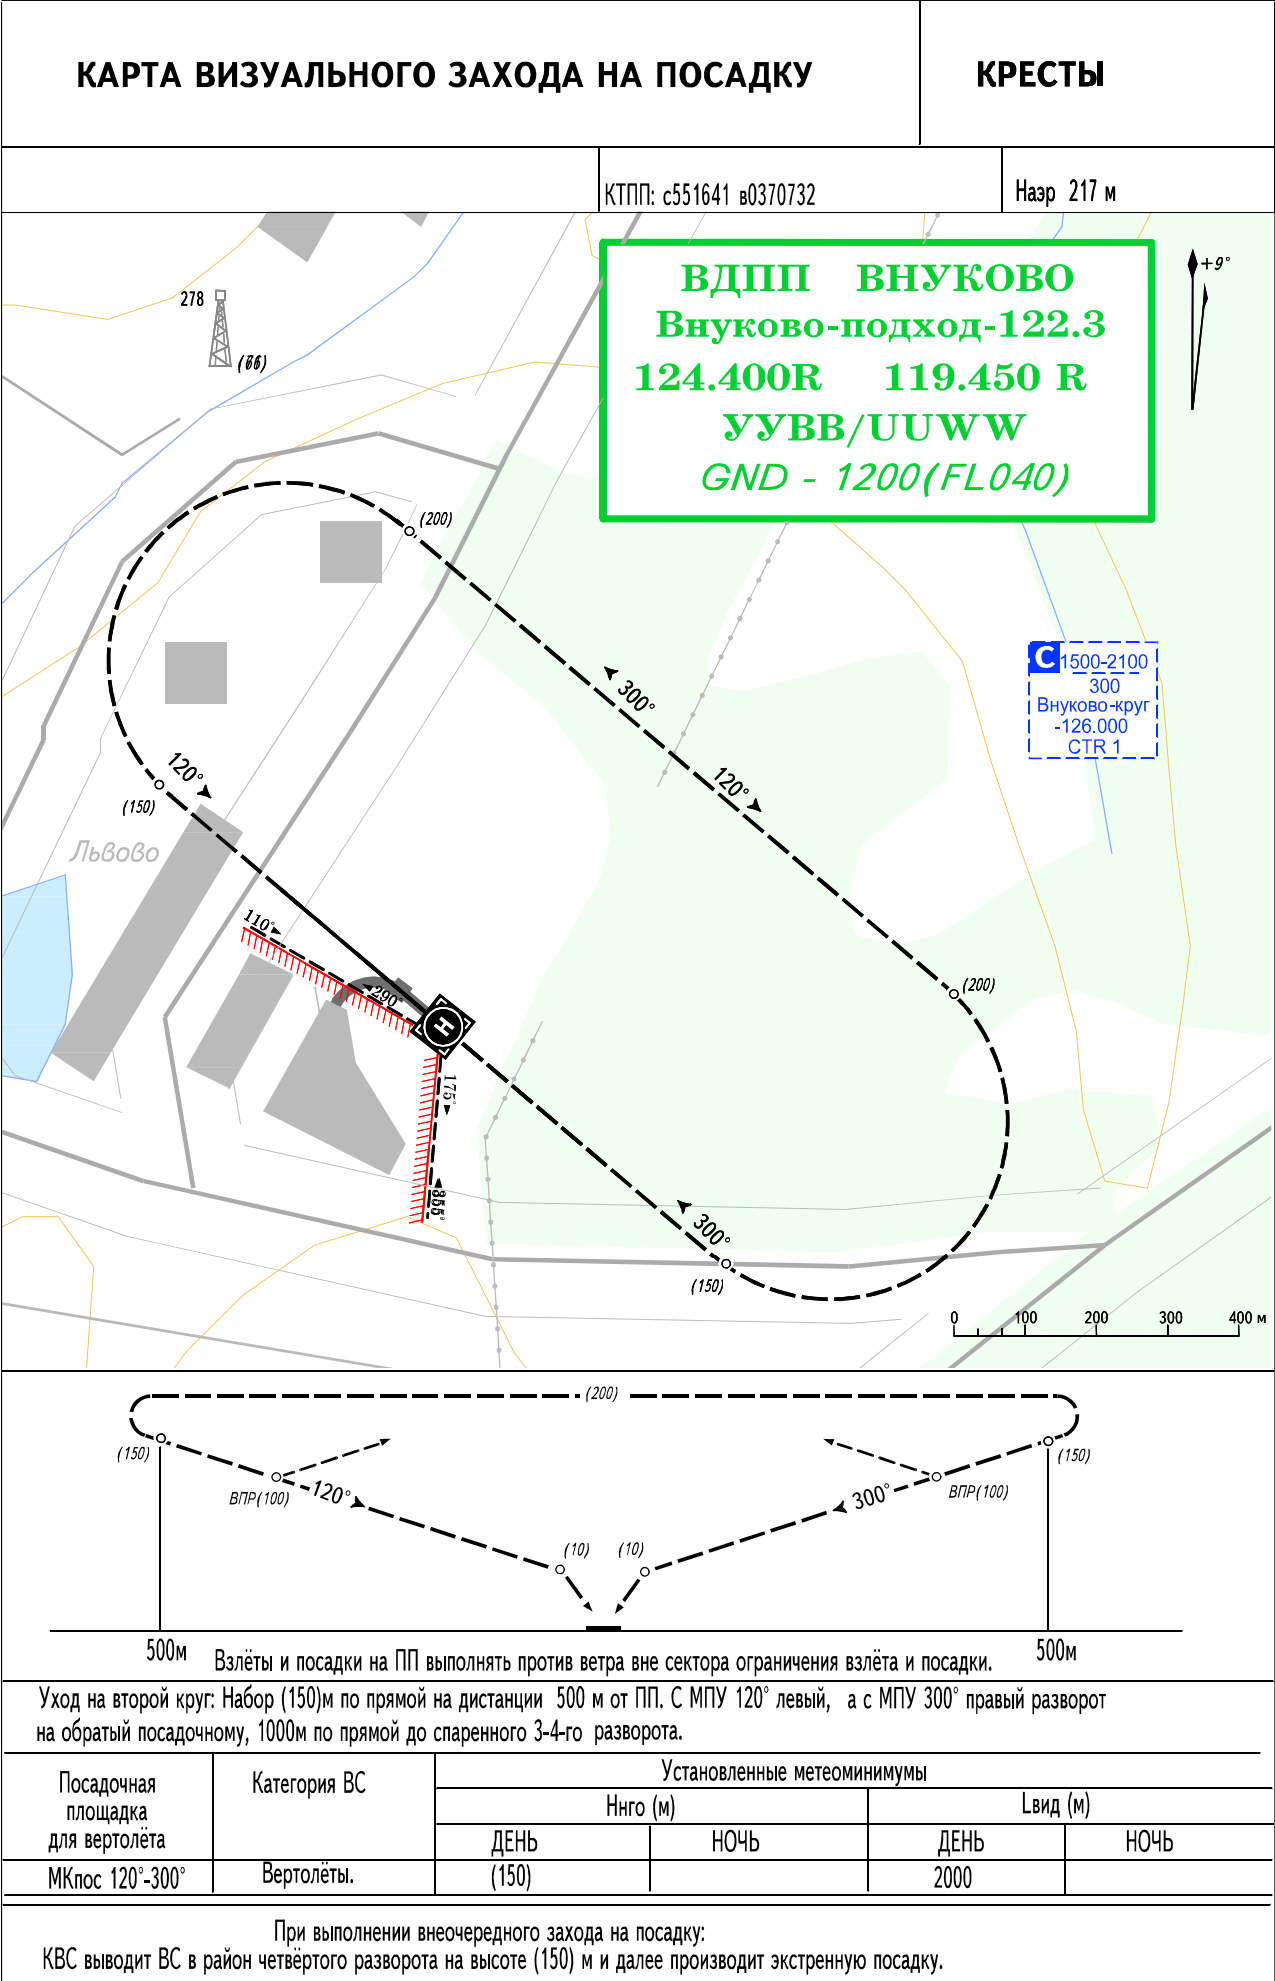 КАРТА ВИЗУАЛЬНОГО ЗАХОДА НА ПОСАДКУ
КРЕСТЫ
КТПП: с551641 в0370732
Наэр 217 м
ВДПП ВНУКОВО
Внуково-подход-122.3
124.400R 119.450 R
УУВВ/UUWW
GND - 1200(FL040)
+9°
278
(200)
C 1500-2100
300
Внуково-круг
-126.000
CTR 1
300°
120°
120°
(150)
Львово
110°
290
H
(200)
175°
300°
(150)
0 100 200 300 400 м
(200)
(150)
(150)
ВПР(100)
120°
300°
ВПР(100)
(10)
(10)
500м
500м
Взлёты и посадки на ПП выполнять против ветра вне сектора ограничения взлёта и посадки.
Уход на второй круг: Набор (150)м по прямой на дистанции 500 м от ПП. С МПУ 120° левый, а с МПУ 300° правый разворот
на обратый посадочному, 1000м по прямой до спаренного 3-4-го разворота.
Посадочная
площадка
для вертолёта
Категория ВС
Установленные метеоминимумы
Ннго (м)
Lвид (м)
ДЕНЬ
НОЧЬ
ДЕНЬ
НОЧЬ
МКпос 120°-300°
Вертолёты.
(150)
2000
При выполнении внеочередного захода на посадку:
КВС выводит ВС в район четвёртого разворота на высоте (150) м и далее производит экстренную посадку.